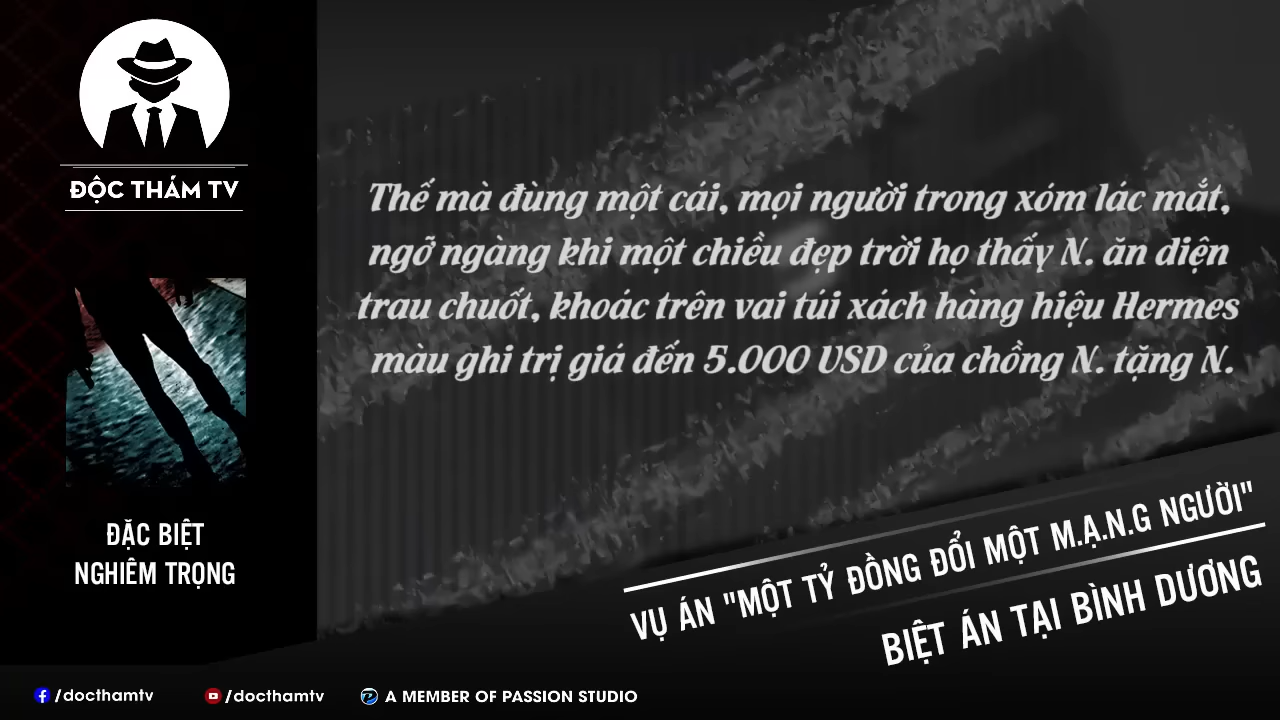 ĐỘC THÁM TV
Thế mà đùng một cái, mọi người trong xóm lác mắt,
ngỡ ngàng khi một chiều đẹp trời họ thấy N. ăn diện
trau chuốt, khoác trên vai túi xách hàng hiệu Hermes
màu ghi trị giá đến 5.000 USD của chồng N. tặng N.
ĐẶC BIỆT
NGHIÊM TRỌNG
VỤ ÁN "MỘT TỶ ĐỒNG ĐỔI MỘT M.Ạ.N.G NGƯỜI"
BIỆT ÁN TẠI BÌNH DƯƠNG
/docthamtv
/docthamtv
A MEMBER OF PASSION STUDIO